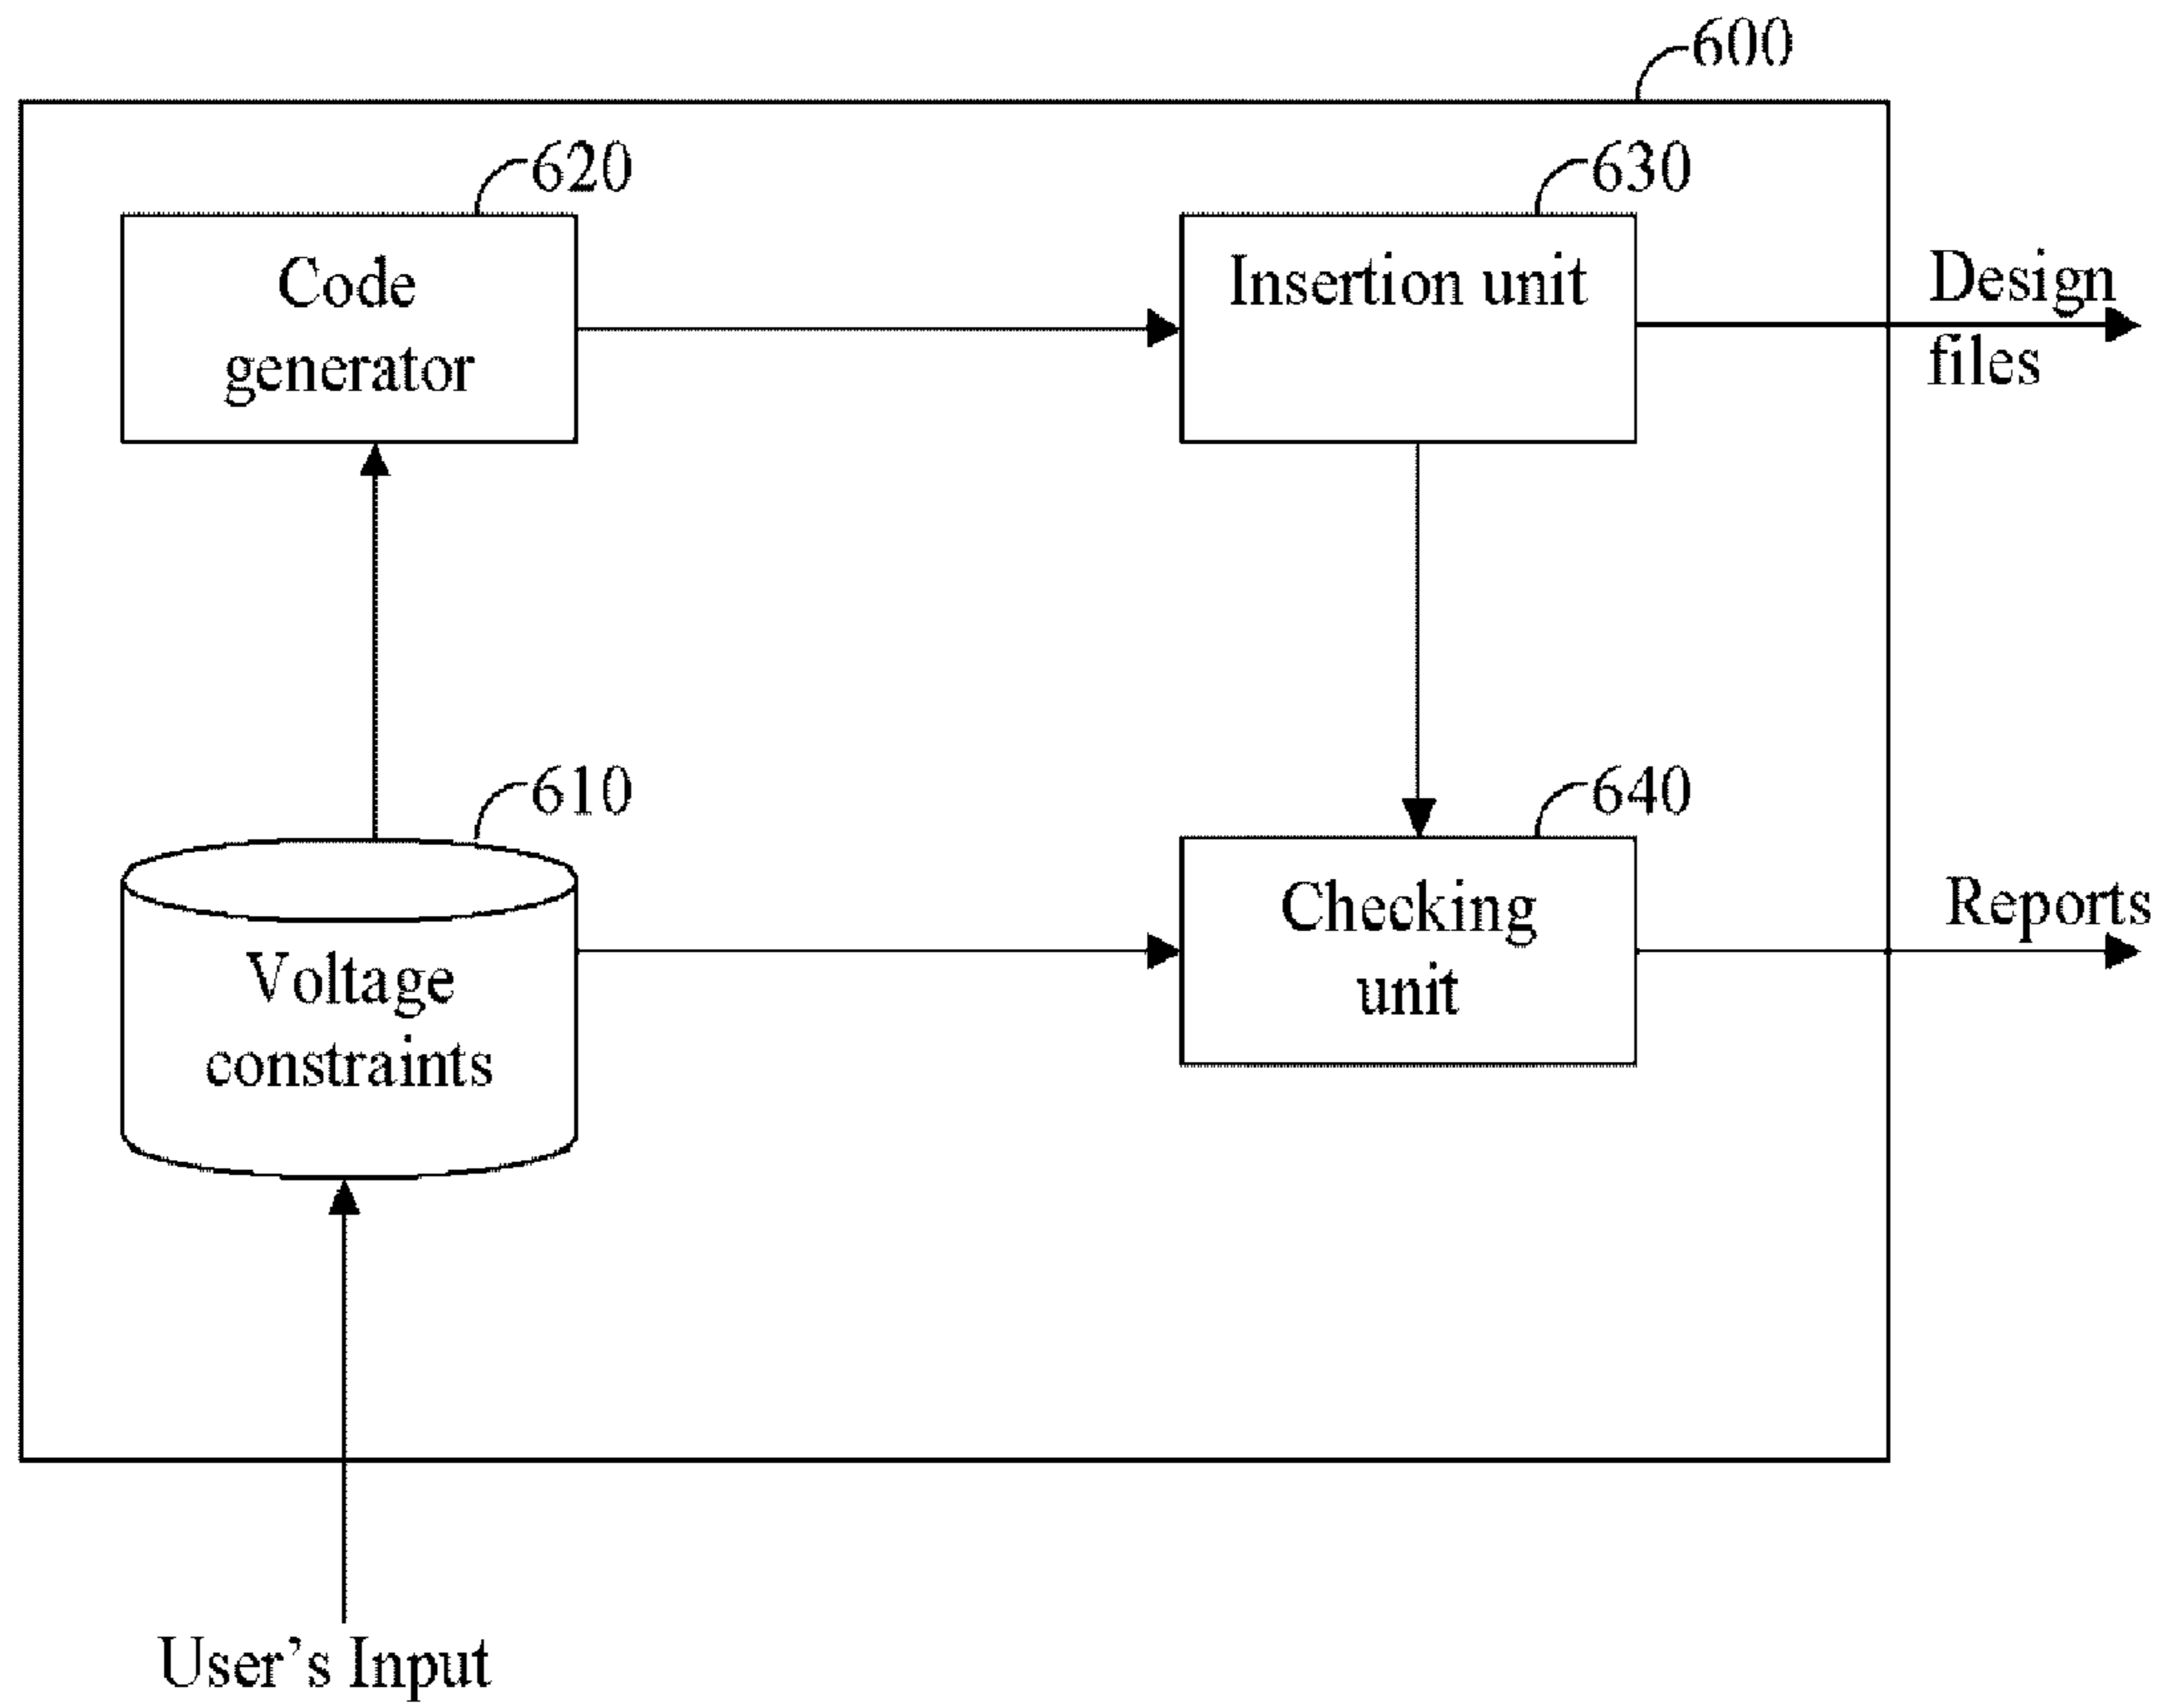 600
620
630
Code
generator
Insertion unit
Design
files
610
640
Voltage
constraints
Checking
unit
Reports
User's Input